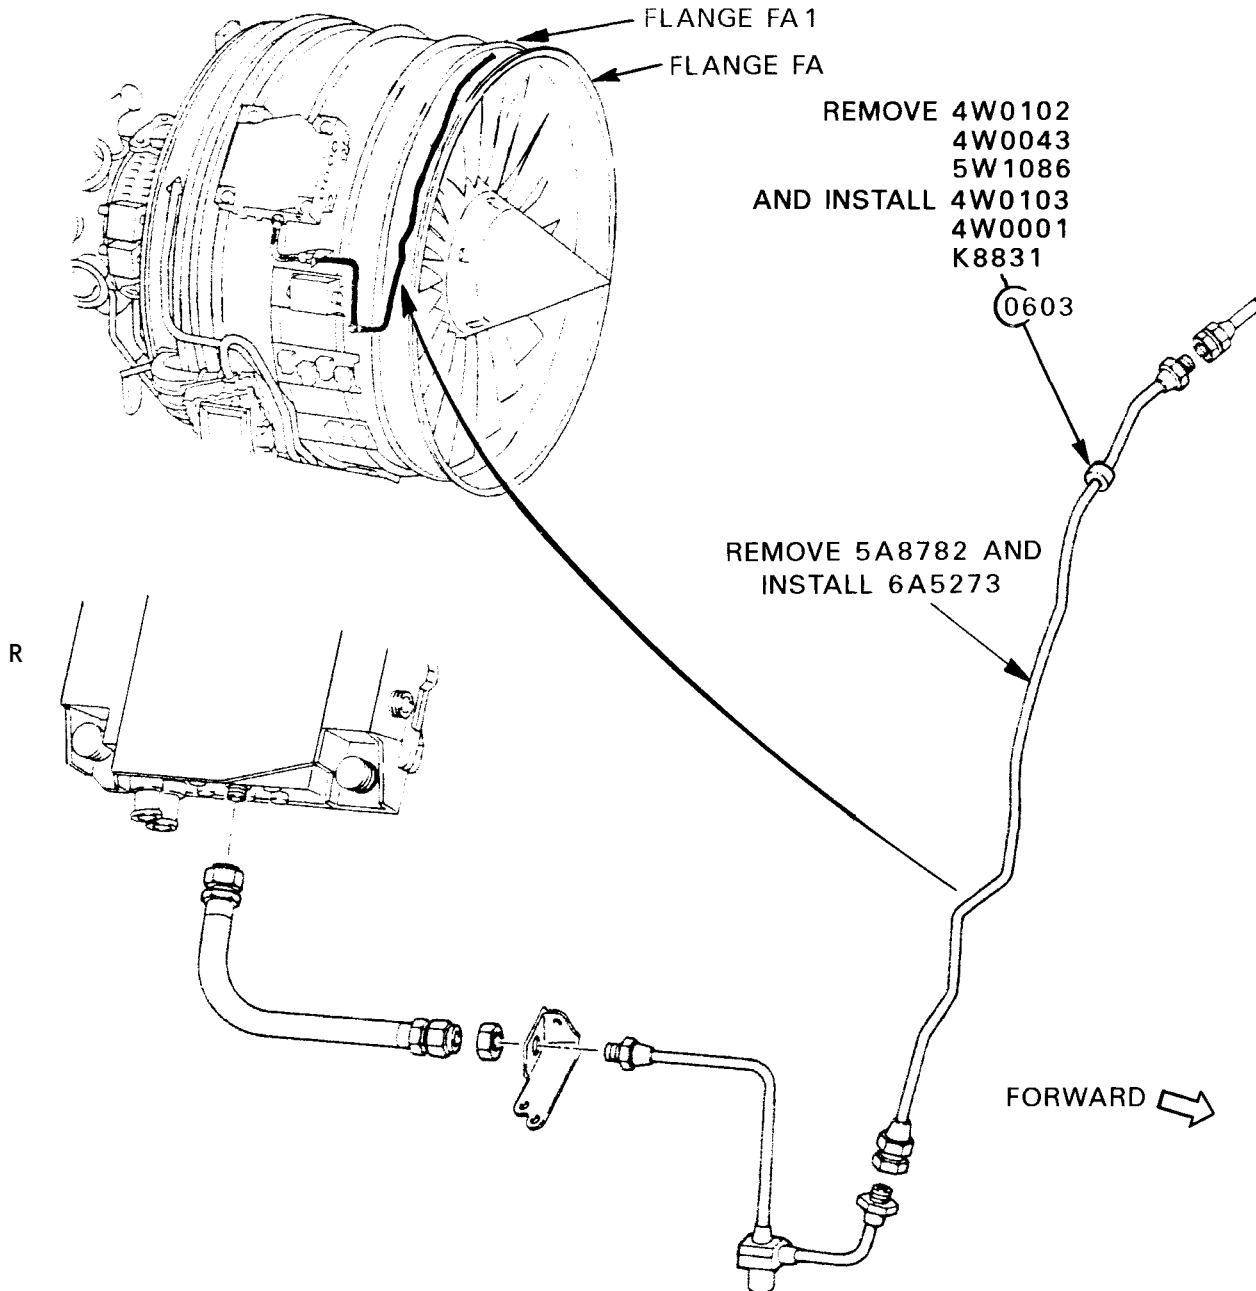 FLANGE FA1
FLANGE FA
REMOVE 4W0102
4W0043
5W1086
AND INSTALL 4W0103
4W0001
K8831
0603
REMOVE 5A8782 AND
INSTALL 6A5273
R
FORWARD